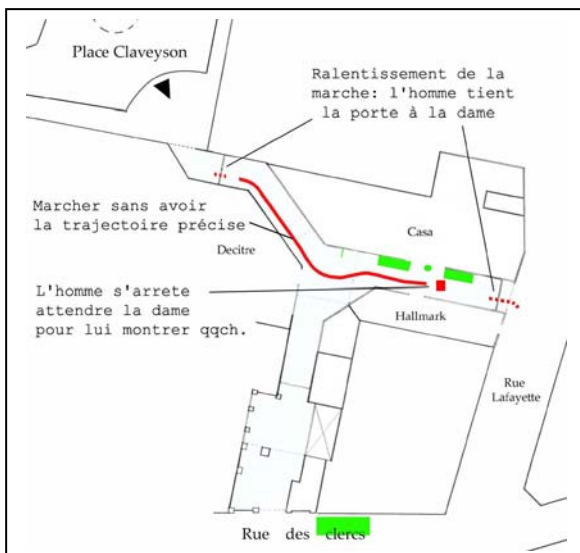 Place Claveyson
Ralentissement de la
marche: l'homme tient
la porte à la dame
Marcher sans avoir
la trajectoire précise
Decitre
Casa
L'homme s'arrete
attendre la dame
pour lui montrer qqch.
Hallmark
Rue
Lafayette
Rue des clercs